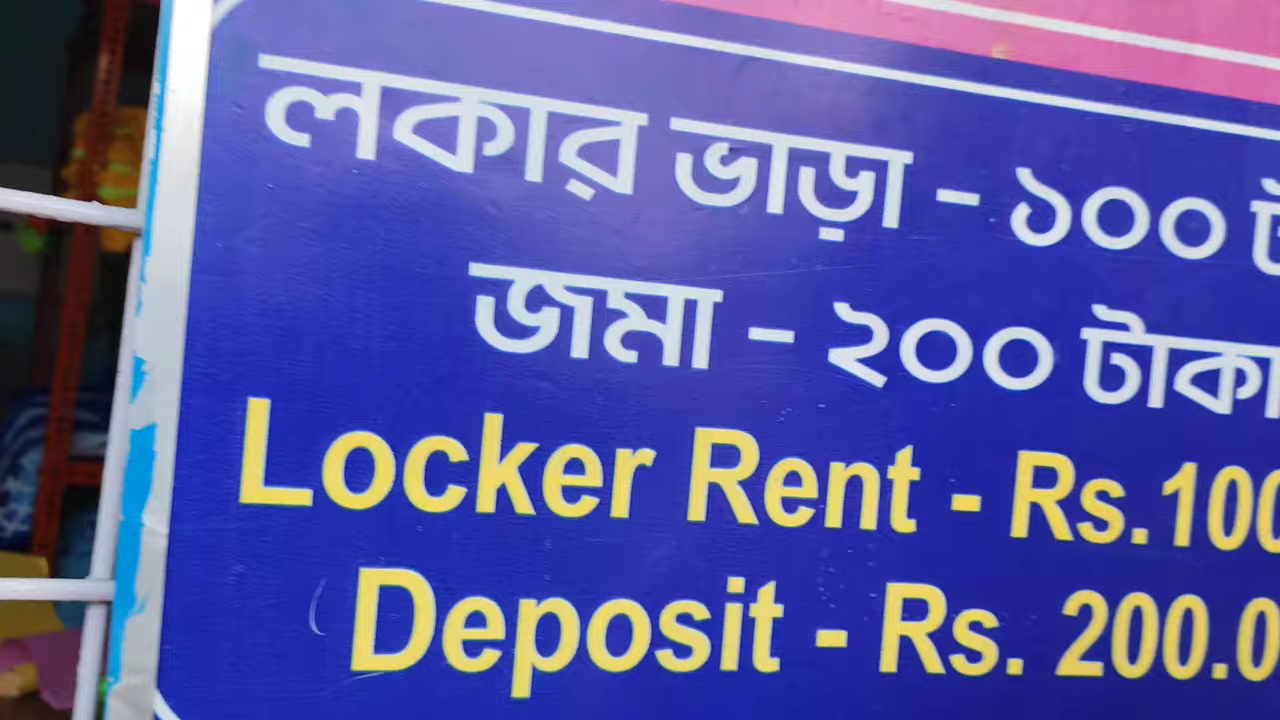 লকার ভাড়া - ১০০
জমা - ২০০ টাকা
Locker Rent - Rs.100
Deposit - Rs. 200.0